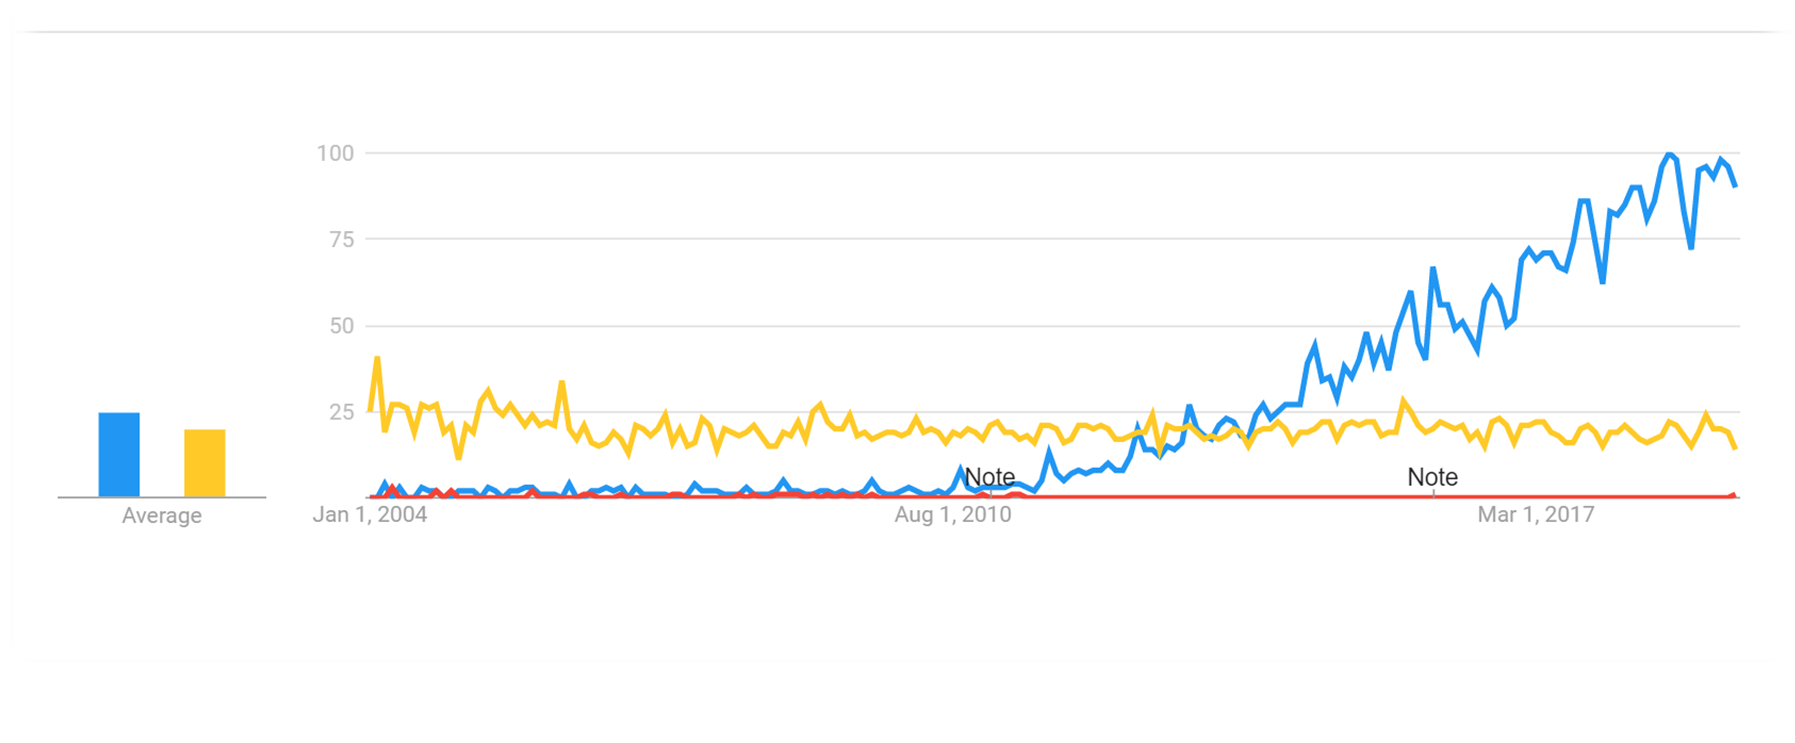 100
75
50
25
Note
Note
Average
Jan 1, 2004
Aug 1, 2010
Mar 1, 2017